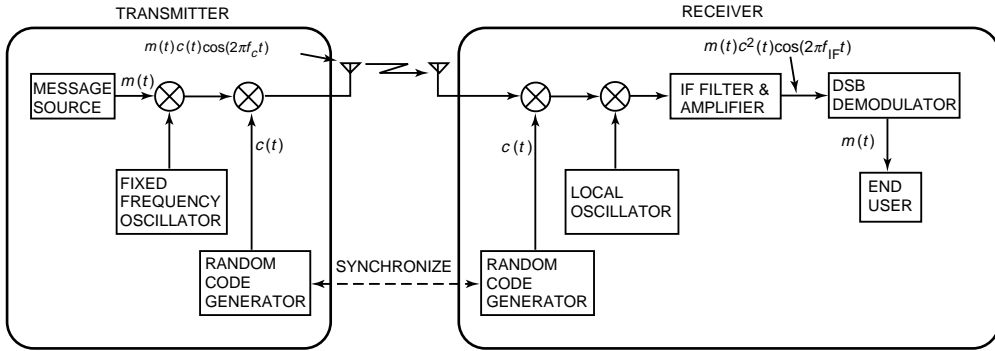 TRANSMITTER
RECEIVER
m(t)c(t)cos(2πf_c t)
m(t)c²(t)cos(2πf_IF t)
MESSAGE
SOURCE
m(t)
IF FILTER &
AMPLIFIER
DSB
DEMODULATOR
c(t)
c(t)
m(t)
FIXED
FREQUENCY
OSCILLATOR
LOCAL
OSCILLATOR
END
USER
RANDOM
CODE
GENERATOR
SYNCHRONIZE
RANDOM
CODE
GENERATOR